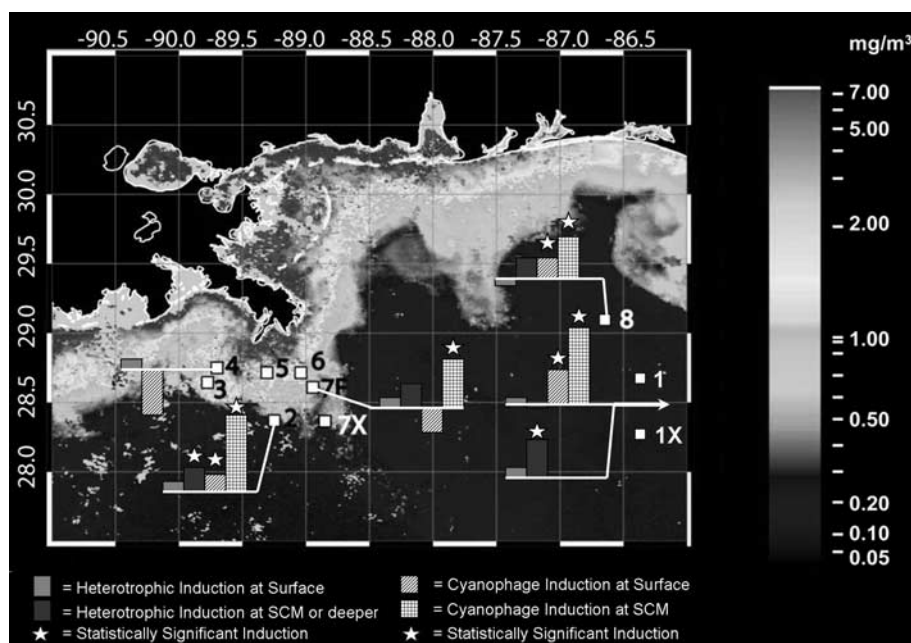 -90.5 -90.0 -89.5 -89.0 -88.0 -87.5 -87.0 -86.5
mg/m³
30.5
30.0
29.5
29.0
28.5
28.0
7.00
5.00
2.00
1.00
0.80
0.50
0.20
0.10
0.05
8
4
3
5
6
7F
2
7X
1
1X
= Heterotrophic Induction at Surface
= Heterotrophic Induction at SCM or deeper
= Statistically Significant Induction
= Cyanophage Induction at Surface
= Cyanophage Induction at SCM
= Statistically Significant Induction